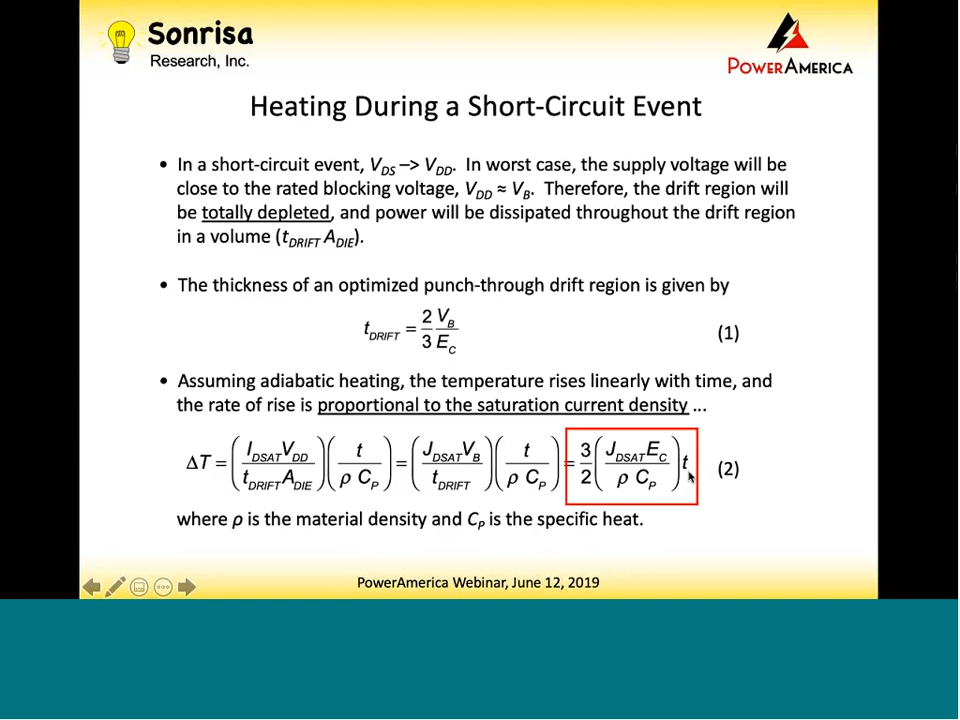 Sonrisa
Research, Inc.
POWERAMERICA
Heating During a Short-Circuit Event
• In a short-circuit event, V_DS –> V_DD. In worst case, the supply voltage will be
close to the rated blocking voltage, V_DD ≈ V_B. Therefore, the drift region will
be totally depleted, and power will be dissipated throughout the drift region
in a volume (t_DRIFT A_DIE).
• The thickness of an optimized punch-through drift region is given by
t_DRIFT = (2/3) (V_B / E_C) (1)
• Assuming adiabatic heating, the temperature rises linearly with time, and
the rate of rise is proportional to the saturation current density ...
ΔT = (I_DSAT V_DD / t_DRIFT A_DIE) (t / ρ C_P) = (J_DSAT V_B / t_DRIFT) (t / ρ C_P) = (3/2) (J_DSAT E_C / ρ C_P) t (2)
where ρ is the material density and C_P is the specific heat.
PowerAmerica Webinar, June 12, 2019